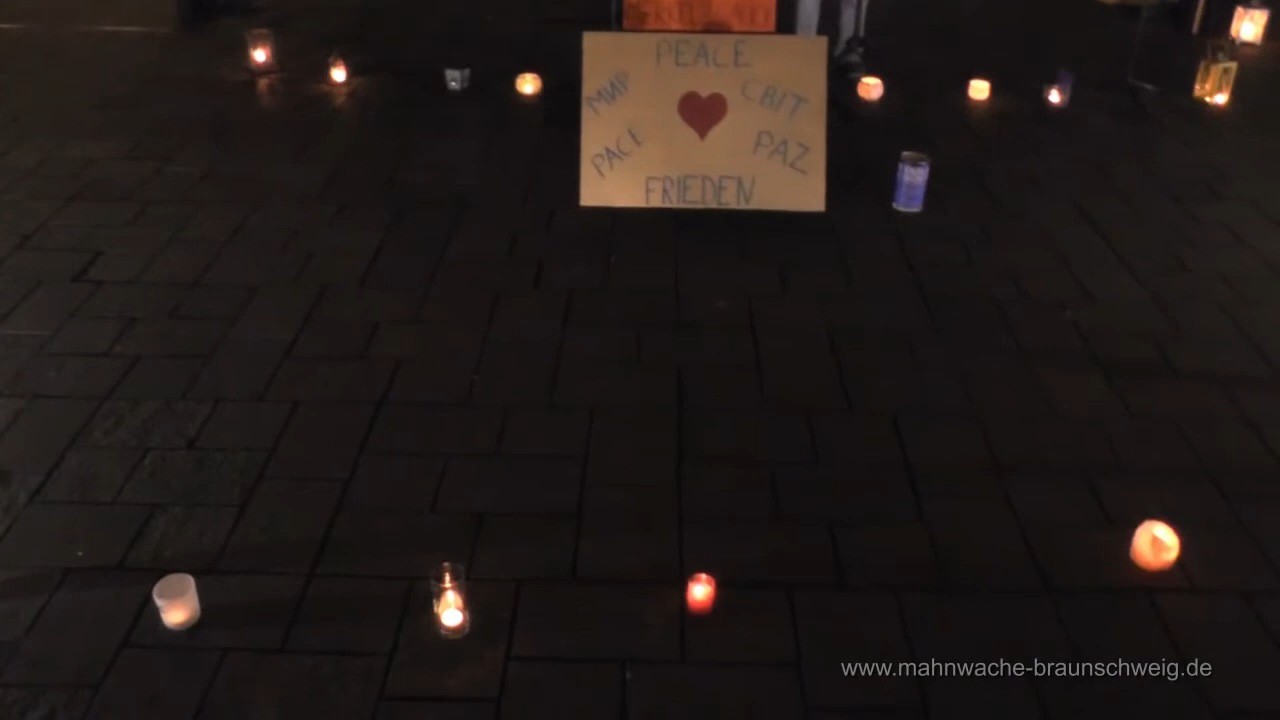 PEACE
МИР
СВІТ
PACE
PAZ
FRIEDEN
www.mahnwache-braunschweig.de